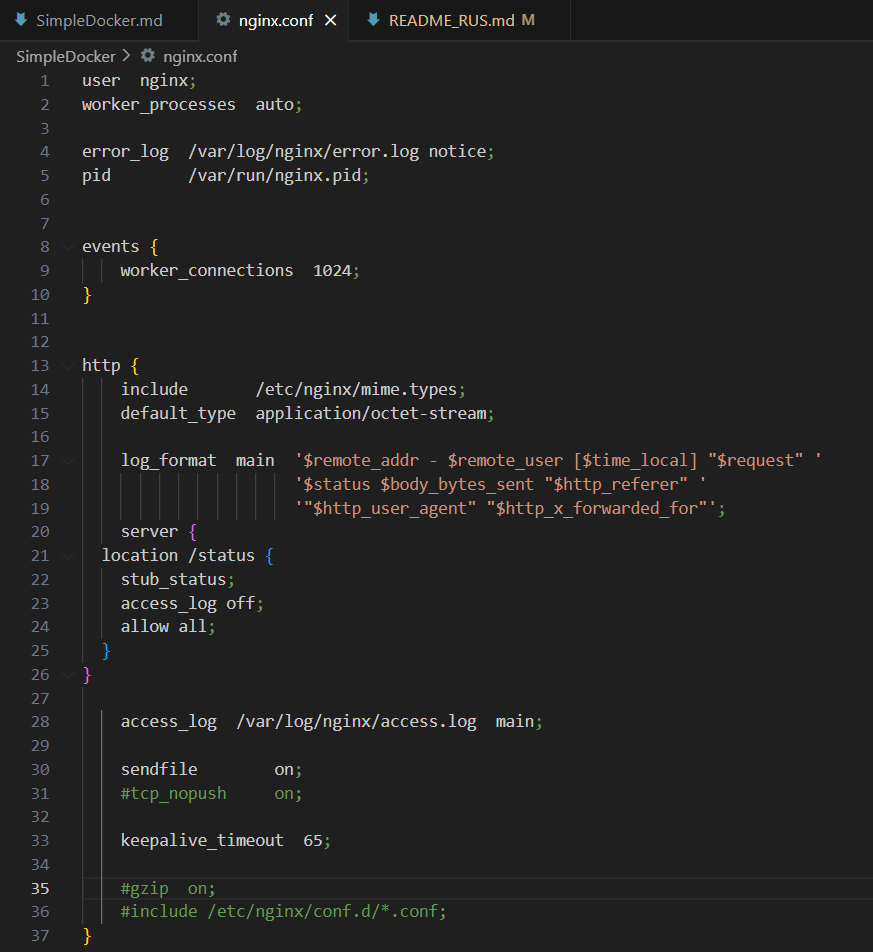 SimpleDocker.md nginx.conf README_RUS.md M
SimpleDocker > nginx.conf
1 user  nginx;
2 worker_processes  auto;
3
4 error_log  /var/log/nginx/error.log notice;
5 pid        /var/run/nginx.pid;
6
7
8 events {
9     worker_connections  1024;
10 }
11
12
13 http {
14     include       /etc/nginx/mime.types;
15     default_type  application/octet-stream;
16
17     log_format  main  '$remote_addr - $remote_user [$time_local] "$request" '
18                       '$status $body_bytes_sent "$http_referer" '
19                       '"$http_user_agent" "$http_x_forwarded_for"';
20     server {
21   location /status {
22     stub_status;
23     access_log off;
24     allow all;
25   }
26 }
27
28     access_log  /var/log/nginx/access.log  main;
29
30     sendfile        on;
31     #tcp_nopush     on;
32
33     keepalive_timeout  65;
34
35     #gzip  on;
36     #include /etc/nginx/conf.d/*.conf;
37 }